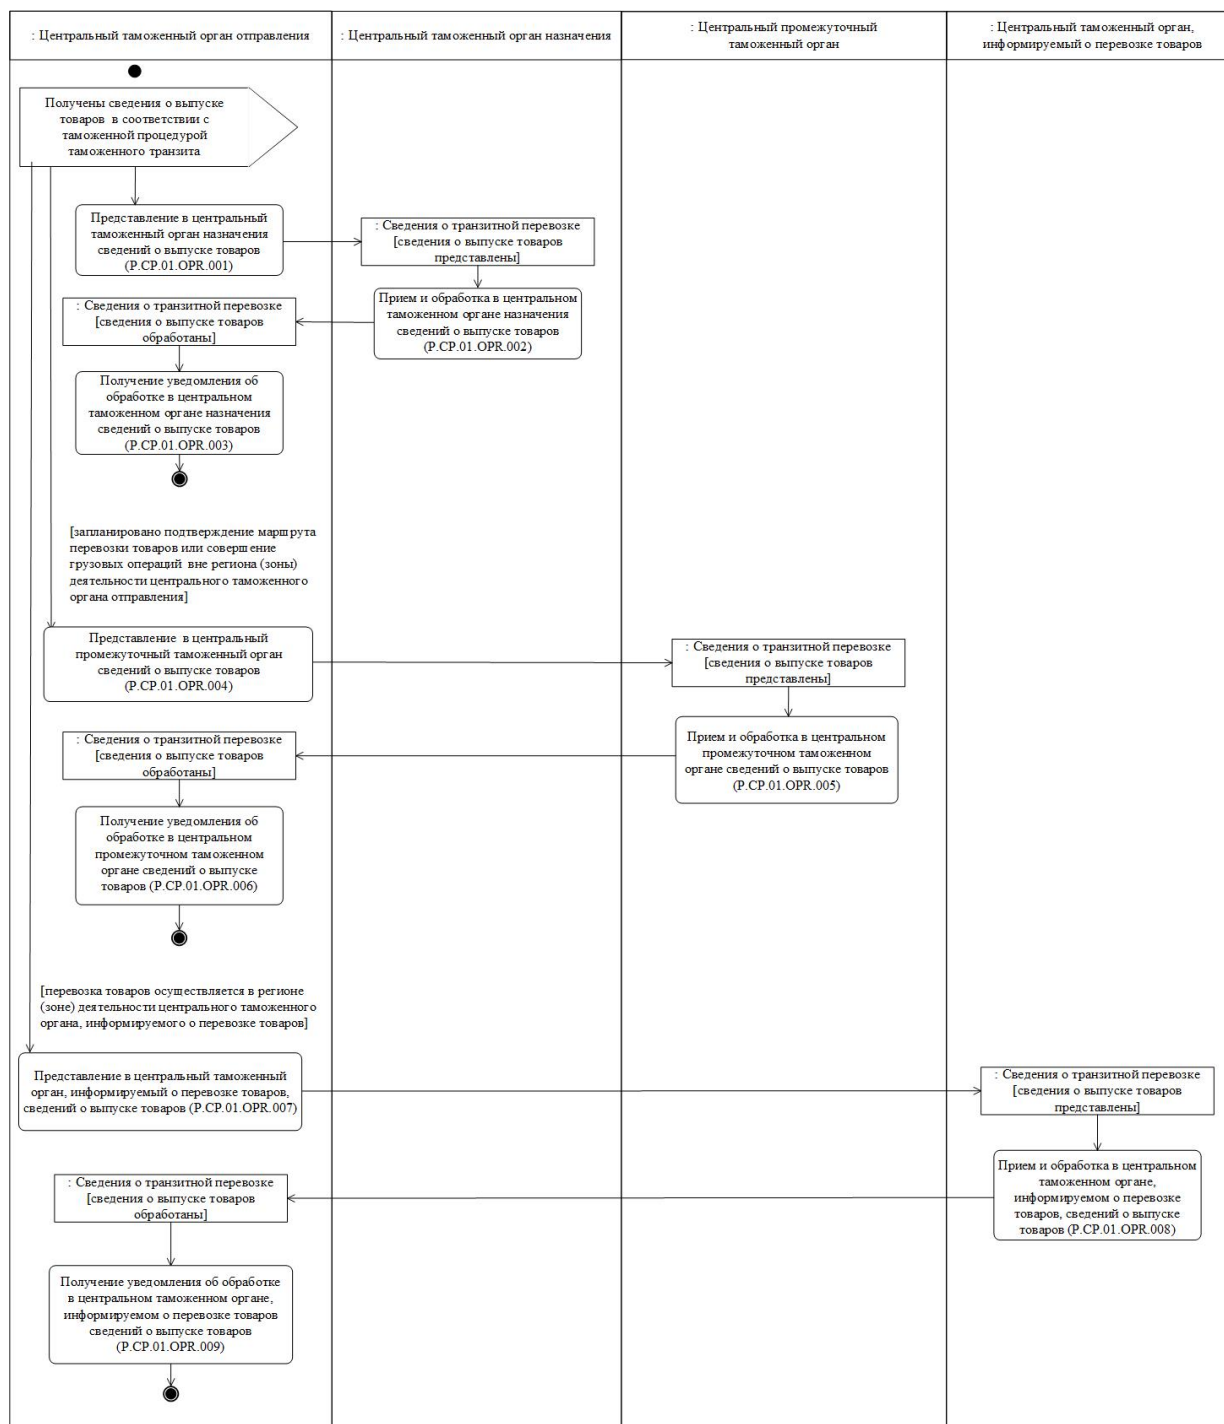 : Центральный таможенный орган отправления
: Центральный таможенный орган назначения
: Центральный промежуточный
таможенный орган
: Центральный таможенный орган,
информируемый о перевозке товаров
Получены сведения о выпуске
товаров в соответствии с
таможенной процедурой
таможенного транзита
Представление в центральный
таможенный орган назначения
сведений о выпуске товаров
(P.CP.01.OPR.001)
: Сведения о транзитной перевозке
[сведения о выпуске товаров
представлены]
Прием и обработка в центральном
таможенном органе назначения
сведений о выпуске товаров
(P.CP.01.OPR.002)
: Сведения о транзитной перевозке
[сведения о выпуске товаров
обработаны]
Получение уведомления об
обработке в центральном
таможенном органе назначения
сведений о выпуске товаров
(P.CP.01.OPR.003)
[запланировано подтверждение маршрута
перевозки товаров или совершение
грузовых операций вне региона (зоны)
деятельности центрального таможенного
органа отправления]
Представление в центральный
промежуточный таможенный орган
сведений о выпуске товаров
(P.CP.01.OPR.004)
: Сведения о транзитной перевозке
[сведения о выпуске товаров
представлены]
Прием и обработка в центральном
промежуточном таможенном
органе сведений о выпуске товаров
(P.CP.01.OPR.005)
: Сведения о транзитной перевозке
[сведения о выпуске товаров
обработаны]
Получение уведомления об
обработке в центральном
промежуточном таможенном
органе сведений о выпуске
товаров (P.CP.01.OPR.006)
[перевозка товаров осуществляется в регионе
(зоне) деятельности центрального таможенного
органа, информируемого о перевозке товаров]
Представление в центральный таможенный
орган, информируемый о перевозке товаров,
сведений о выпуске товаров (P.CP.01.OPR.007)
: Сведения о транзитной перевозке
[сведения о выпуске товаров
представлены]
Прием и обработка в центральном
таможенном органе,
информируемом о перевозке
товаров, сведений о выпуске
товаров (P.CP.01.OPR.008)
: Сведения о транзитной перевозке
[сведения о выпуске товаров
обработаны]
Получение уведомления об обработке
в центральном таможенном органе,
информируемом о перевозке товаров
сведений о выпуске товаров
(P.CP.01.OPR.009)